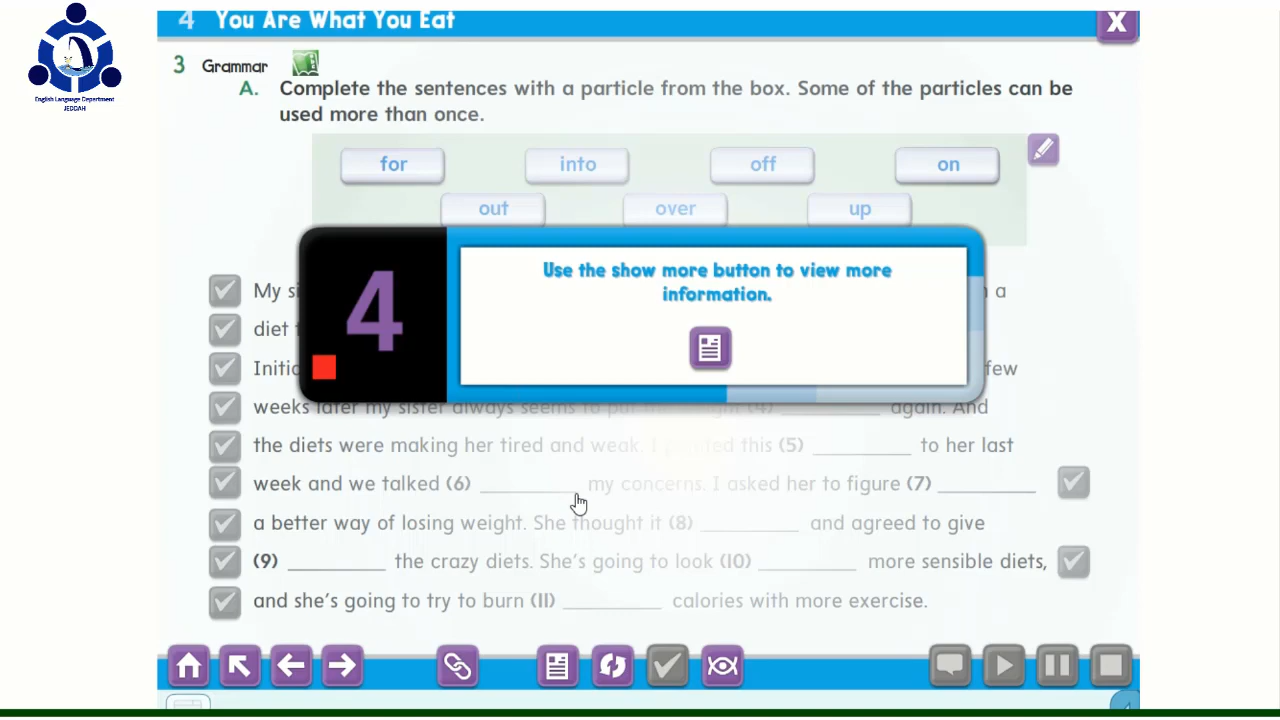 4 You Are What You Eat
X
English Language Department
JEDDAH
3 Grammar
A. Complete the sentences with a particle from the box. Some of the particles can be
used more than once.
for into off on
out over up
4
Use the show more button to view more
information.
My a
diet
few
weeks later my sister always seems to put (4) __________ again. And
the diets were making her tired and weak. I this (5) __________ to her last
week and we talked (6) __________ my concerns. I asked her to figure (7) __________
a better way of losing weight. She thought it (8) __________ and agreed to give
(9) __________ the crazy diets. She's going to look (10) __________ more sensible diets,
and she's going to try to burn (11) __________ calories with more exercise.